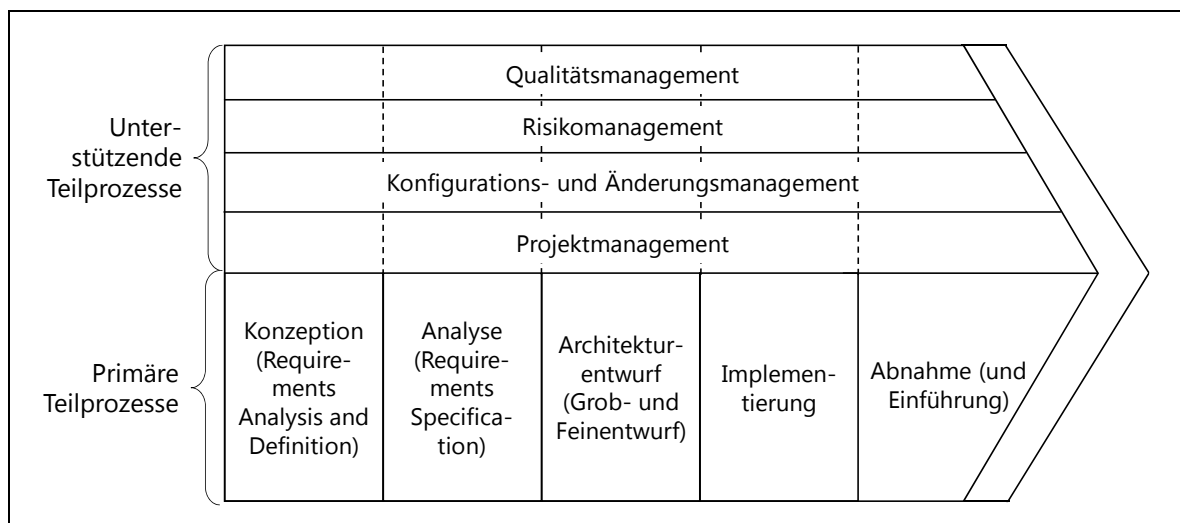 Unter-
stützende
Teilprozesse
Qualitätsmanagement
Risikomanagement
Konfigurations- und Änderungsmanagement
Projektmanagement
Primäre
Teilprozesse
Konzeption
(Require-
ments
Analysis and
Definition)
Analyse
(Require-
ments
Specifica-
tion)
Architektur-
entwurf
(Grob- und
Feinentwurf)
Implemen-
tierung
Abnahme (und
Einführung)